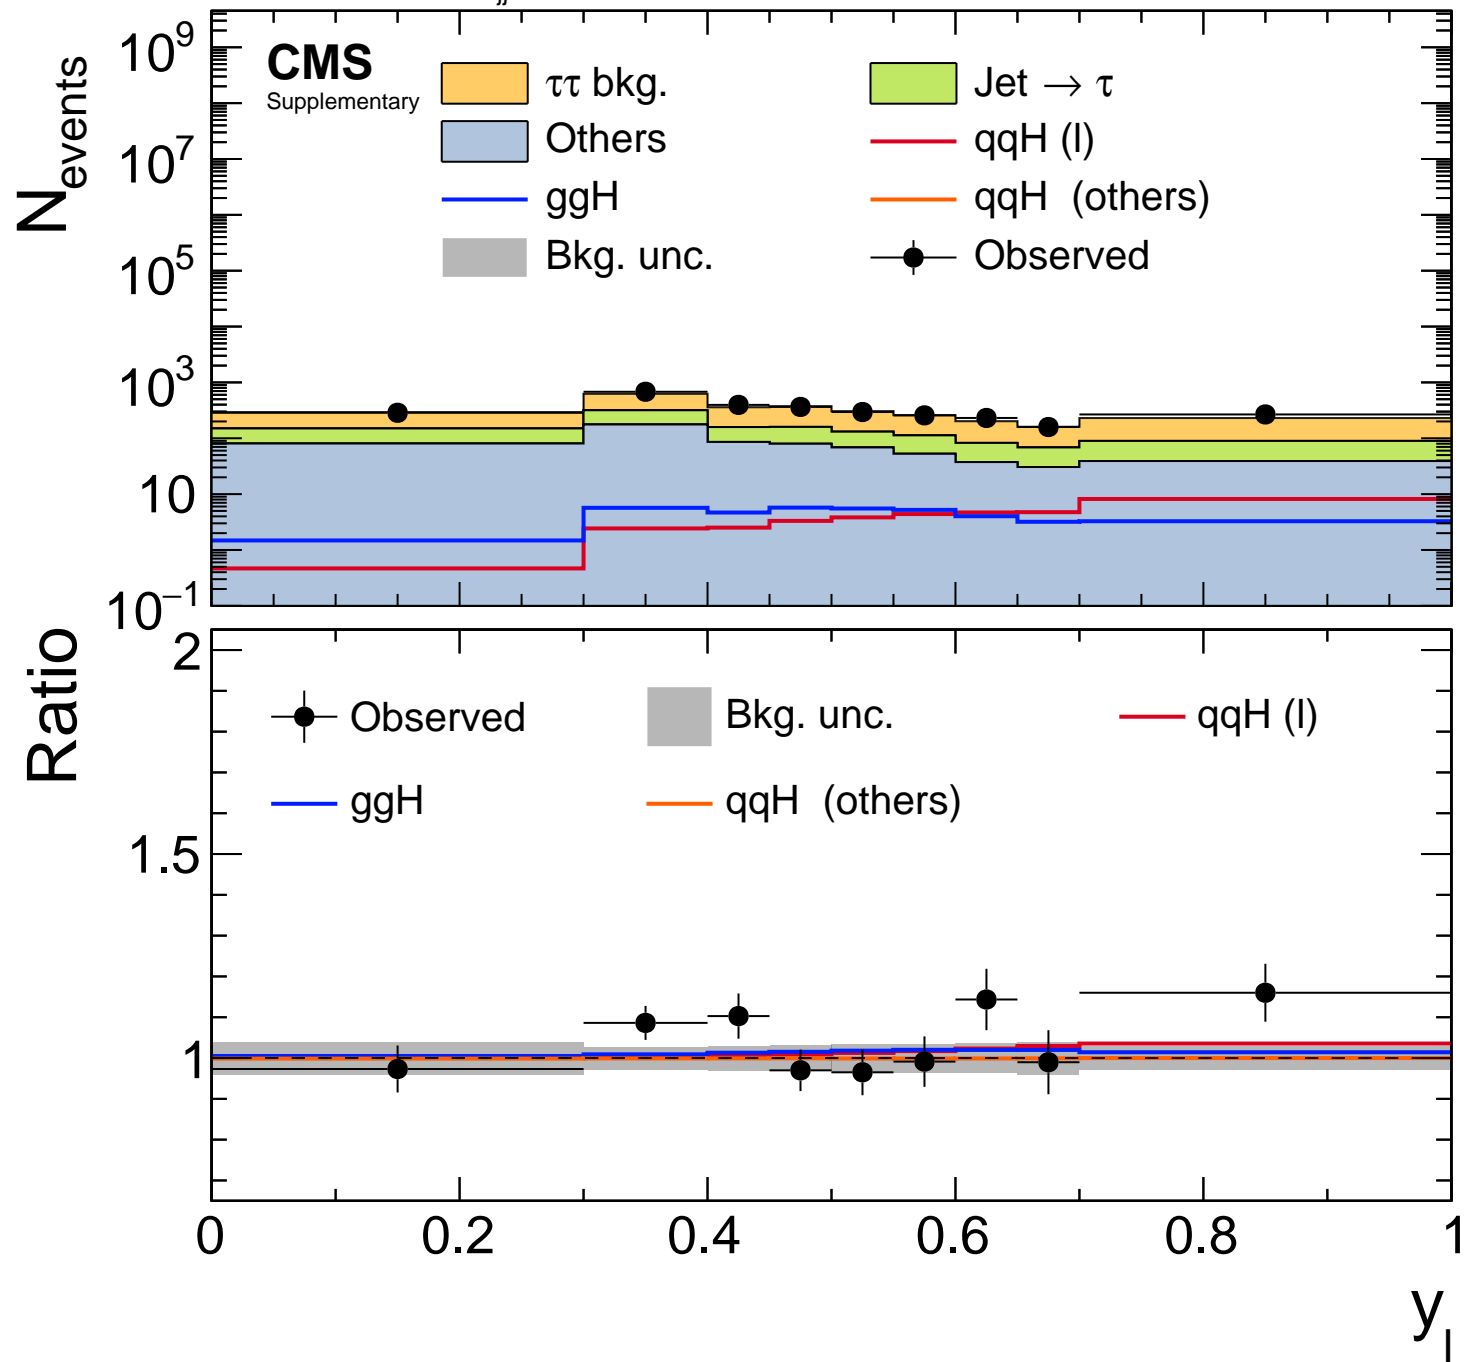 N_events
10^9
10^7
10^5
10^3
10
10^−1
CMS
Supplementary
ττ bkg.
Jet → τ
Others
qqH (l)
ggH
qqH (others)
Bkg. unc.
Observed
Ratio
2
1.5
1
Observed
Bkg. unc.
qqH (l)
ggH
qqH (others)
0
0.2
0.4
0.6
0.8
1
y_l